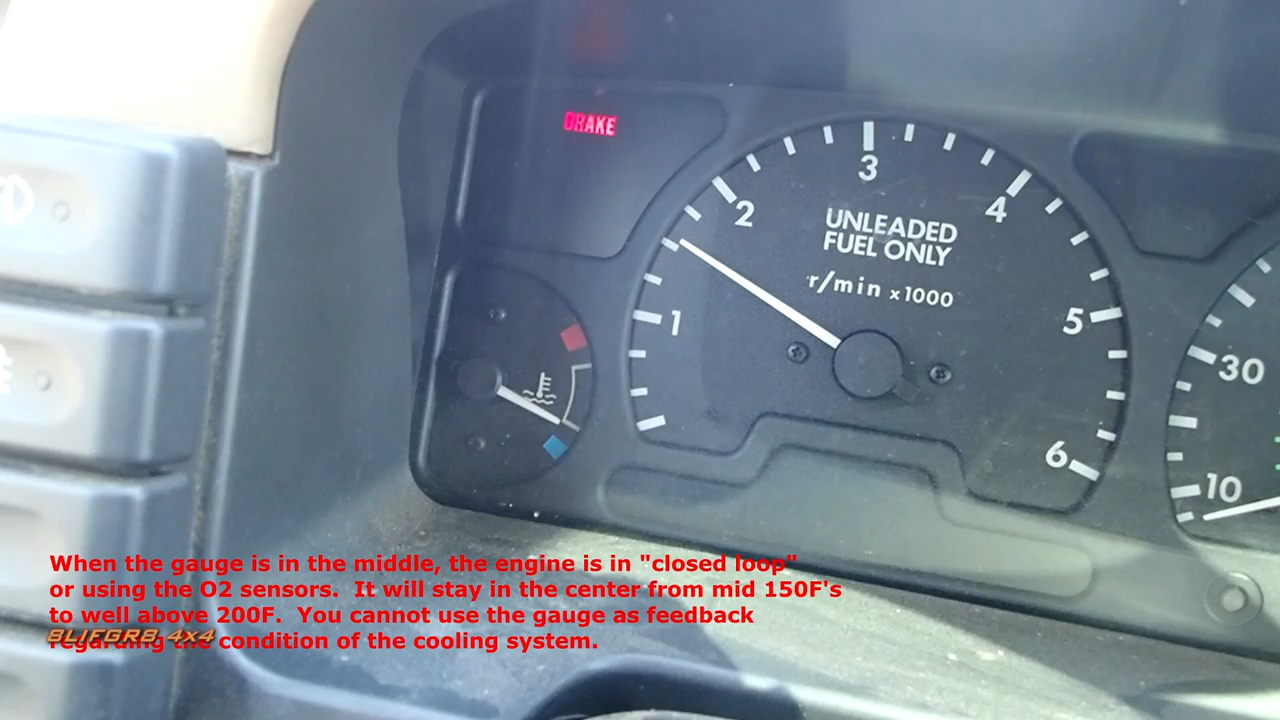 BRAKE
3
2
4
UNLEADED
FUEL ONLY
r/min x1000
1
5
30
6
10
When the gauge is in the middle, the engine is in "closed loop"
or using the O2 sensors. It will stay in the center from mid 150F's
to well above 200F. You cannot use the gauge as feedback
regarding the condition of the cooling system.
8LIFGR8 4x4